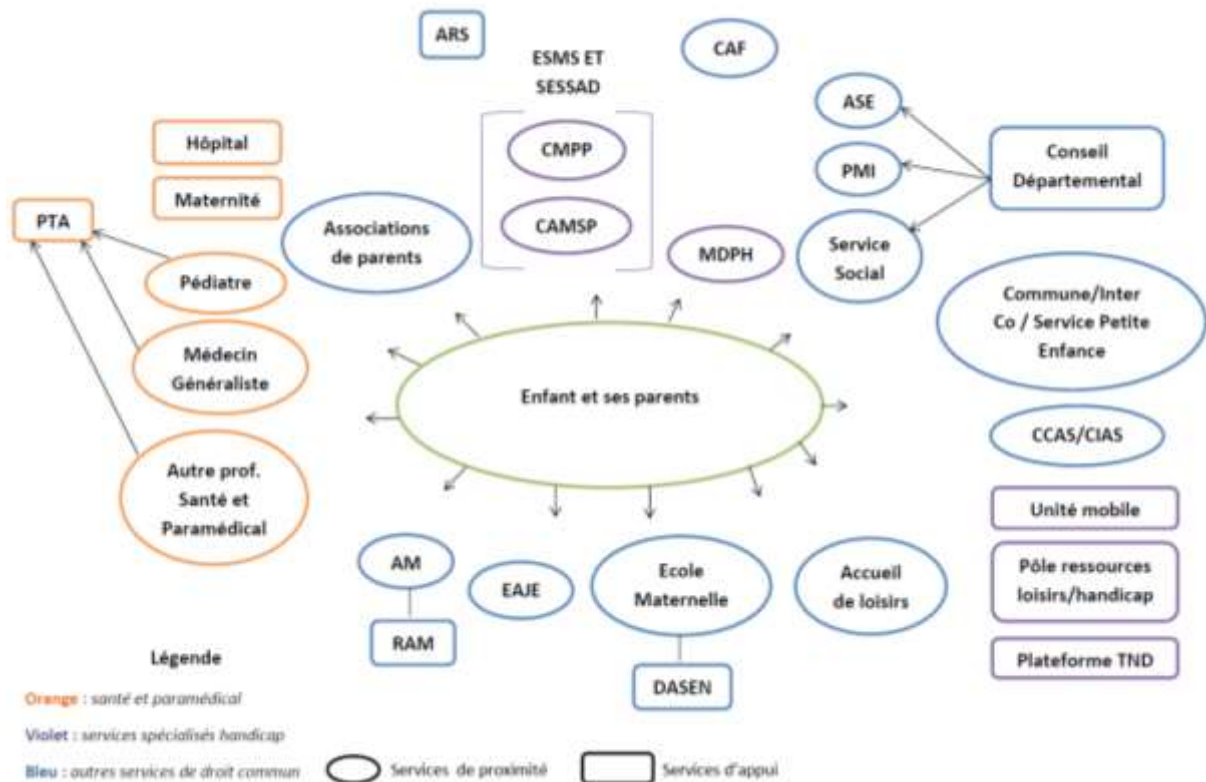 ARS
CAF
ESMS ET
SESSAD
ASE
CMPP
Hôpital
Conseil
Départemental
PMI
Maternité
PTA
Associations
de parents
CAMSP
MDPH
Service
Social
Pédiatre
Commune/Inter
Co / Service Petite
Enfance
Médecin
Généraliste
Enfant et ses parents
CCAS/CIAS
Autre prof.
Santé et
Paramédical
Unité mobile
AM
EAJE
Ecole
Maternelle
Accueil
de loisirs
Pôle ressources
loisirs/handicap
RAM
Plateforme TND
DASEN
Légende
Orange : santé et paramédical
Violet : services spécialisés handicap
Bleu : autres services de droit commun
Services de proximité
Services d'appui